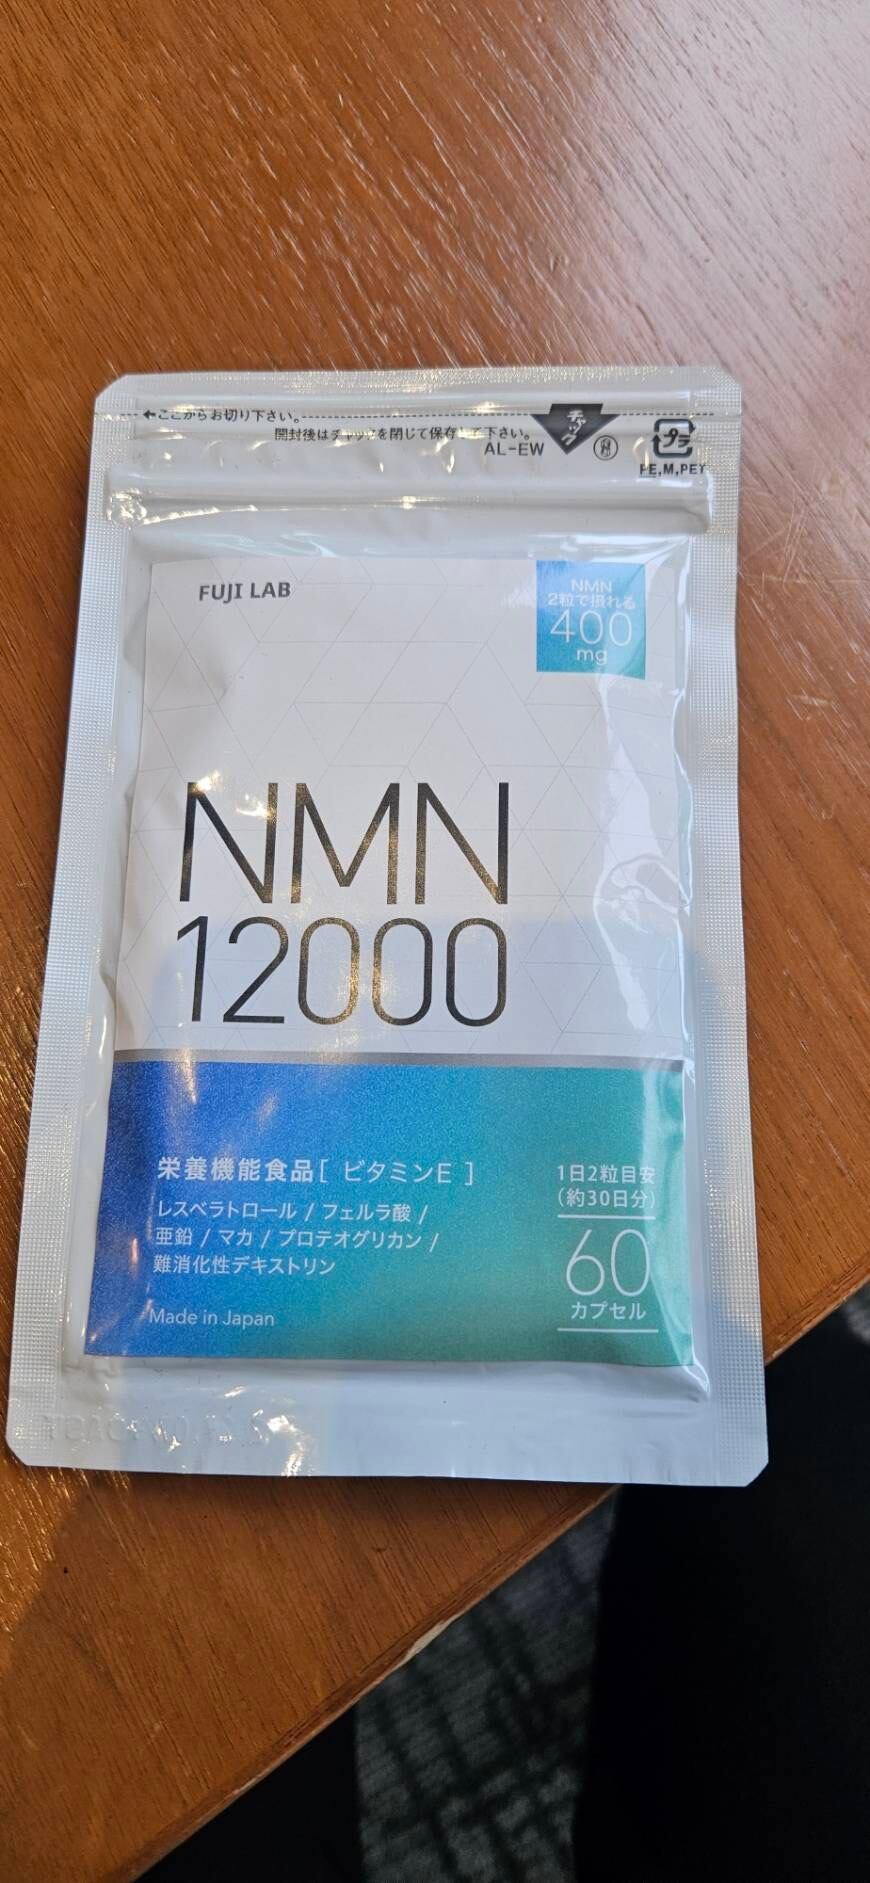 ←ここからお切り下さい。
開封後はチャックを閉じて保存して下さい。
AL-EW
チャック
プラ
PE,M,PET
FUJI LAB
NMN
2粒で摂れる
400
mg
NMN
12000
栄養機能食品[ ビタミンE ]
レスベラトロール / フェルラ酸 /
亜鉛 / マカ / プロテオグリカン /
難消化性デキストリン
Made in Japan
1日2粒目安
(約30日分)
60
カプセル